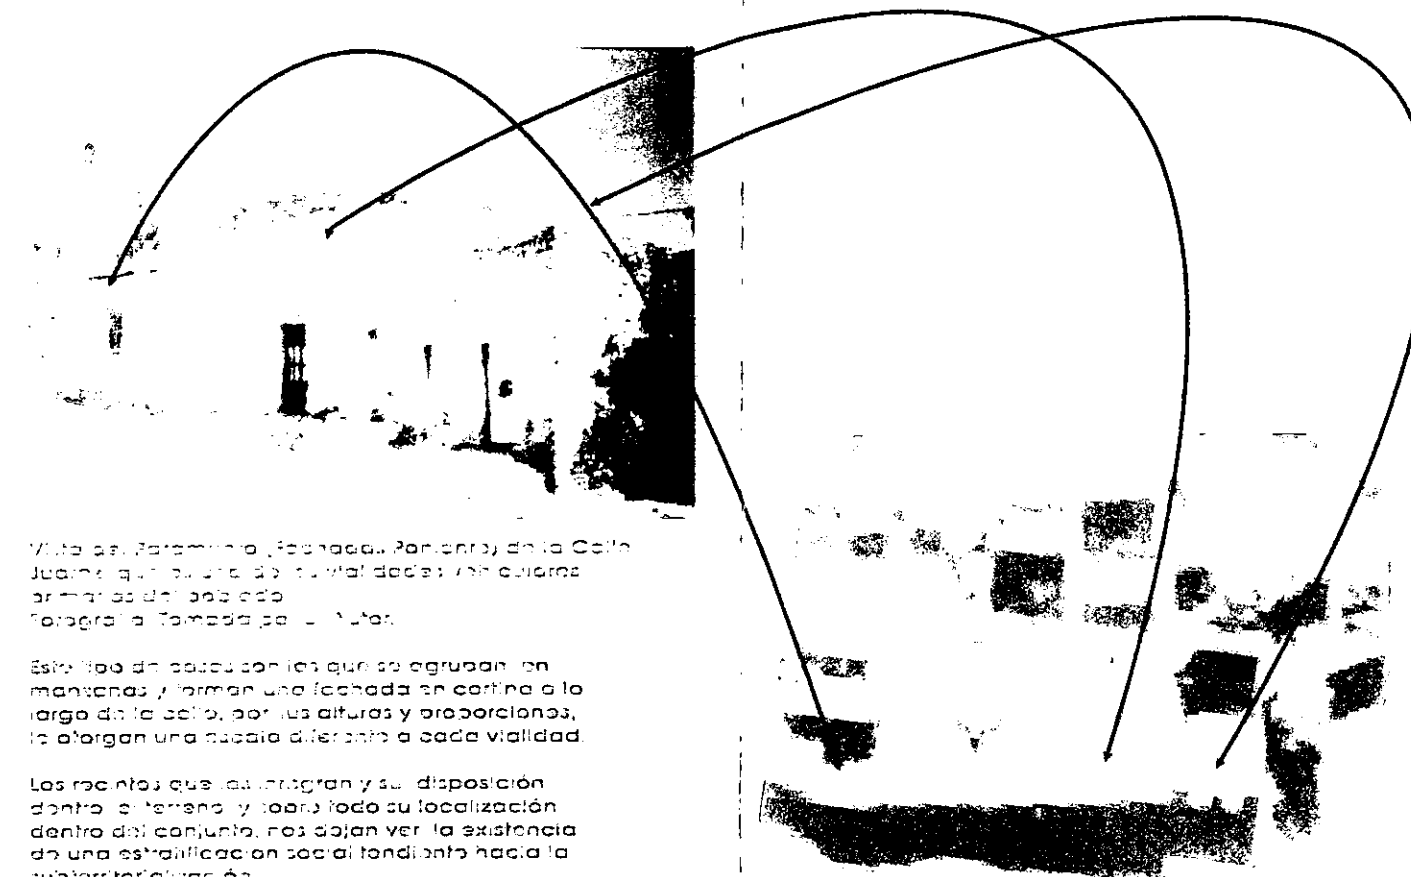 Vista del Paramento (Fachadas Poniente) de la Calle
Juárez que es una de las vialidades vehiculares
primarias del poblado
Fotografía Tomada por el Autor.
Este tipo de casas son las que se agrupan en
manzanas y forman una fachada en cortina a lo
largo de la calle, por sus alturas y proporciones,
le otorgan una escala diferente a cada vialidad.
Los recintos que las integran y su disposición
dentro el terreno y sobre todo su localización
dentro del conjunto, nos dejan ver la existencia
de una estratificación social tendiente hacia la